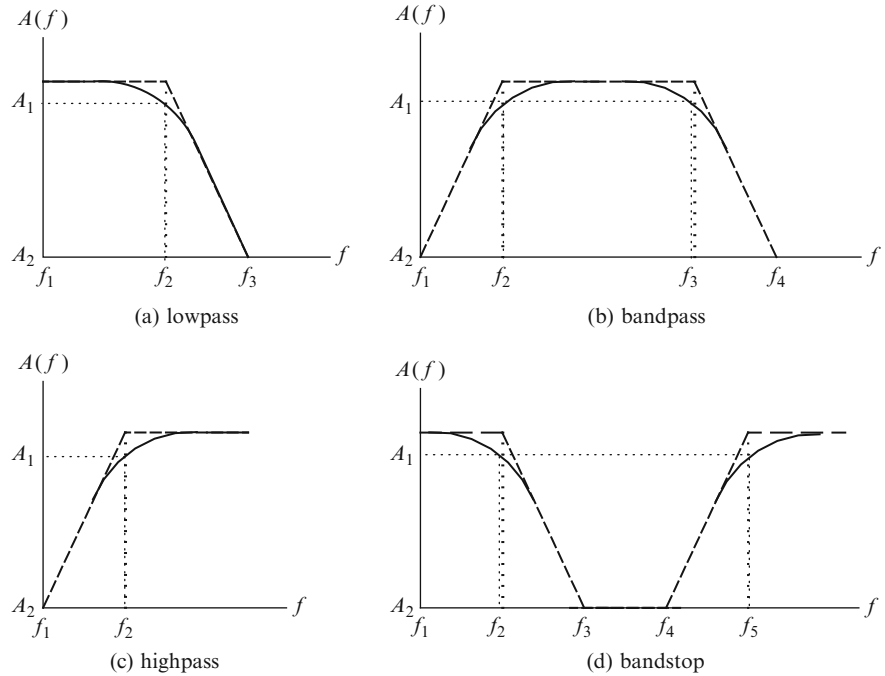 A(f) A(f)
A₁ A₁
A₂ f A₂ f
f₁ f₂ f₃ f₁ f₂ f₃ f₄
(a) lowpass (b) bandpass
A(f) A(f)
A₁ A₁
A₂ f A₂ f
f₁ f₂ f₁ f₂ f₃ f₄ f₅
(c) highpass (d) bandstop